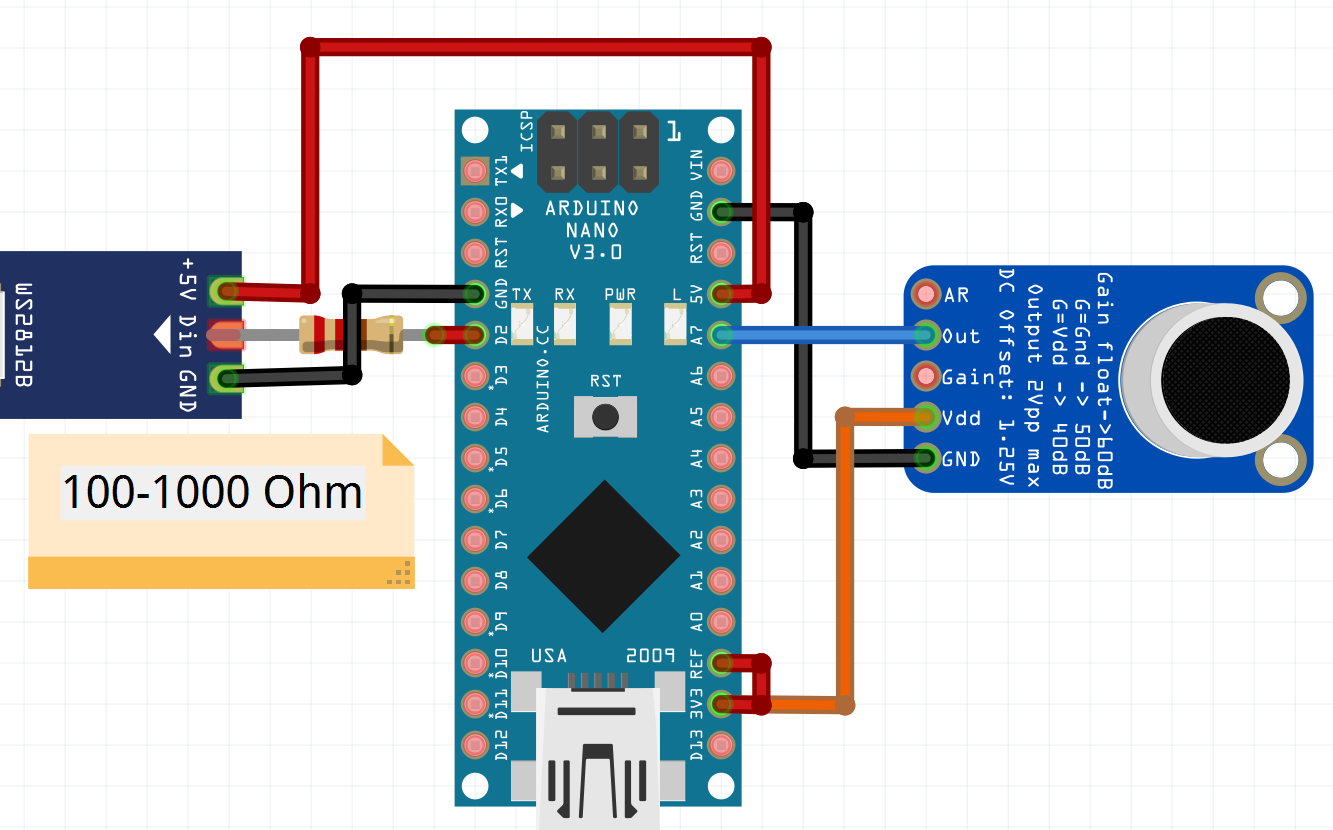 WS2812B
+5V
Din
GND
100-1000 Ohm
ICSP
1
TX1
RX0
RST
GND
D2
*D3
D4
*D5
*D6
D7
D8
*D9
*D10
*D11
D12
ARDUINO
NANO
V3.0
TX
RX
PWR
L
ARDUINO.CC
RST
USA
2009
VIN
GND
RST
5V
A7
A6
A5
A4
A3
A2
A1
A0
REF
3V3
D13
AR
Out
Gain
Vdd
GND
Gain float->60dB
G=Gnd -> 50dB
G=Vdd -> 40dB
Output 2Vpp max
DC Offset: 1.25V